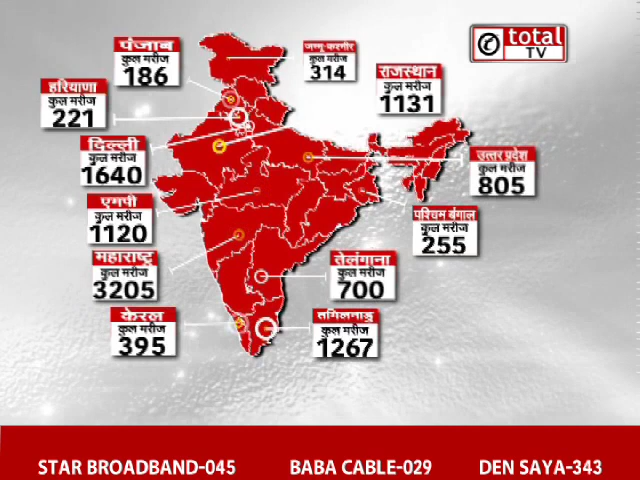 पंजाब
कुल मरीज
186
जम्मू-कश्मीर
कुल मरीज
314
total
TV
हरियाणा
कुल मरीज
221
राजस्थान
कुल मरीज
1131
दिल्ली
कुल मरीज
1640
उत्तर प्रदेश
कुल मरीज
805
एमपी
कुल मरीज
1120
पश्चिम बंगाल
कुल मरीज
255
महाराष्ट्र
कुल मरीज
3205
तेलंगाना
कुल मरीज
700
केरल
कुल मरीज
395
तमिलनाडु
कुल मरीज
1267
STAR BROADBAND-045 BABA CABLE-029 DEN SAYA-343